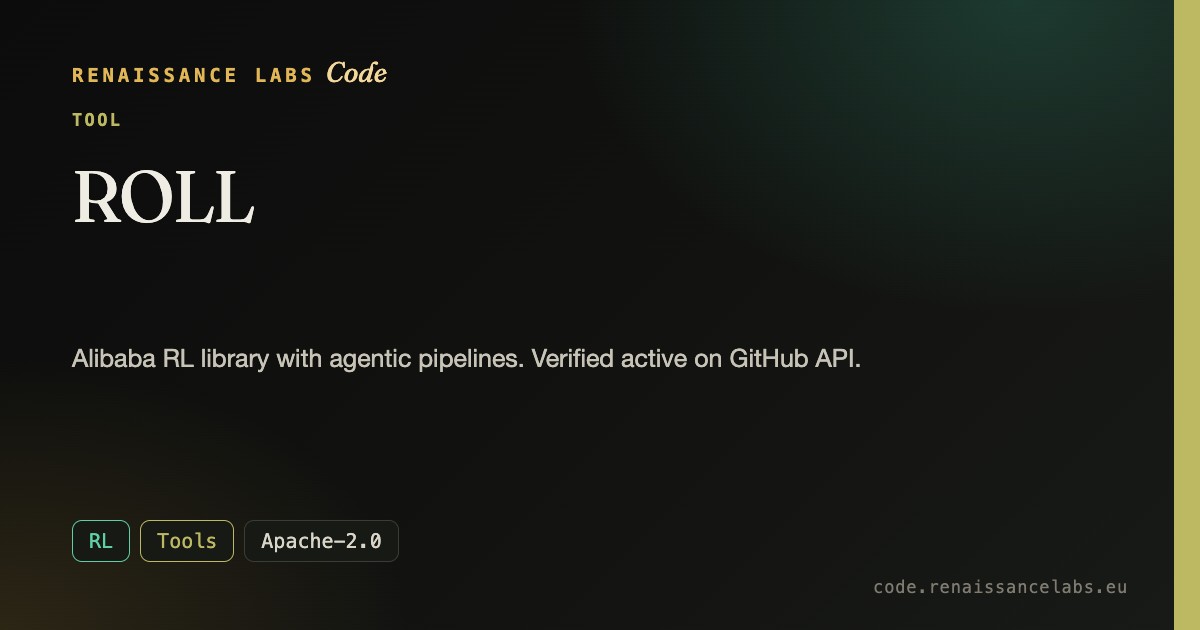 RENAISSANCE LABS Code
TOOL
ROLL
Alibaba RL library with agentic pipelines. Verified active on GitHub API.
RL Tools Apache-2.0
code.renaissancelabs.eu